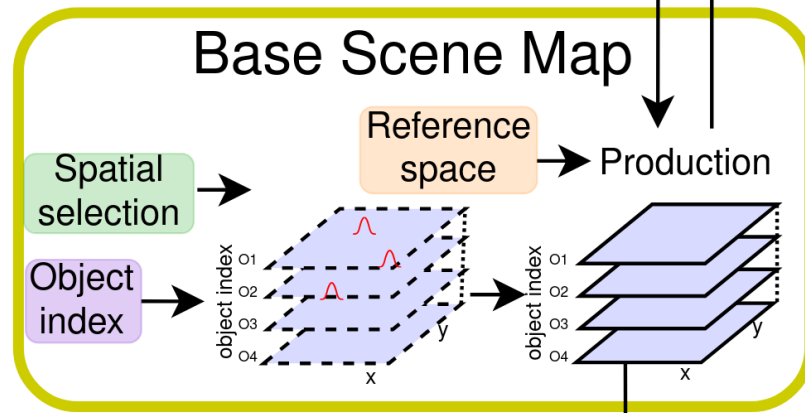 Base Scene Map
Reference
space
Production
Spatial
selection
Object
index
object index
O1
O2
O3
O4
x
y
object index
O1
O2
O3
O4
x
y